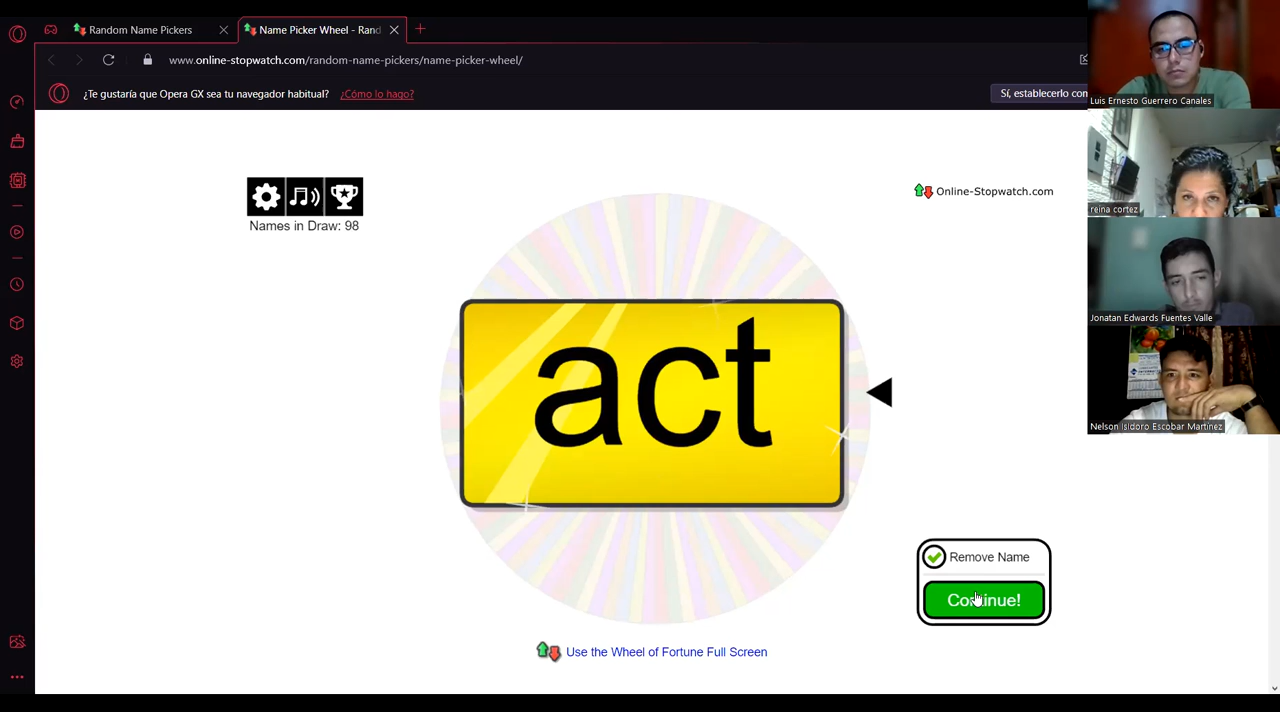 Random Name Pickers
Name Picker Wheel - Rand
www.online-stopwatch.com/random-name-pickers/name-picker-wheel/
¿Te gustaría que Opera GX sea tu navegador habitual? ¿Cómo lo hago?
Sí, establecerlo com
Luis Ernesto Guerrero Canales
reina cortez
Jonatan Edwards Fuentes Valle
Nelson Isidoro Escobar Martinez
Names in Draw: 98
Online-Stopwatch.com
act
Remove Name
Continue!
Use the Wheel of Fortune Full Screen